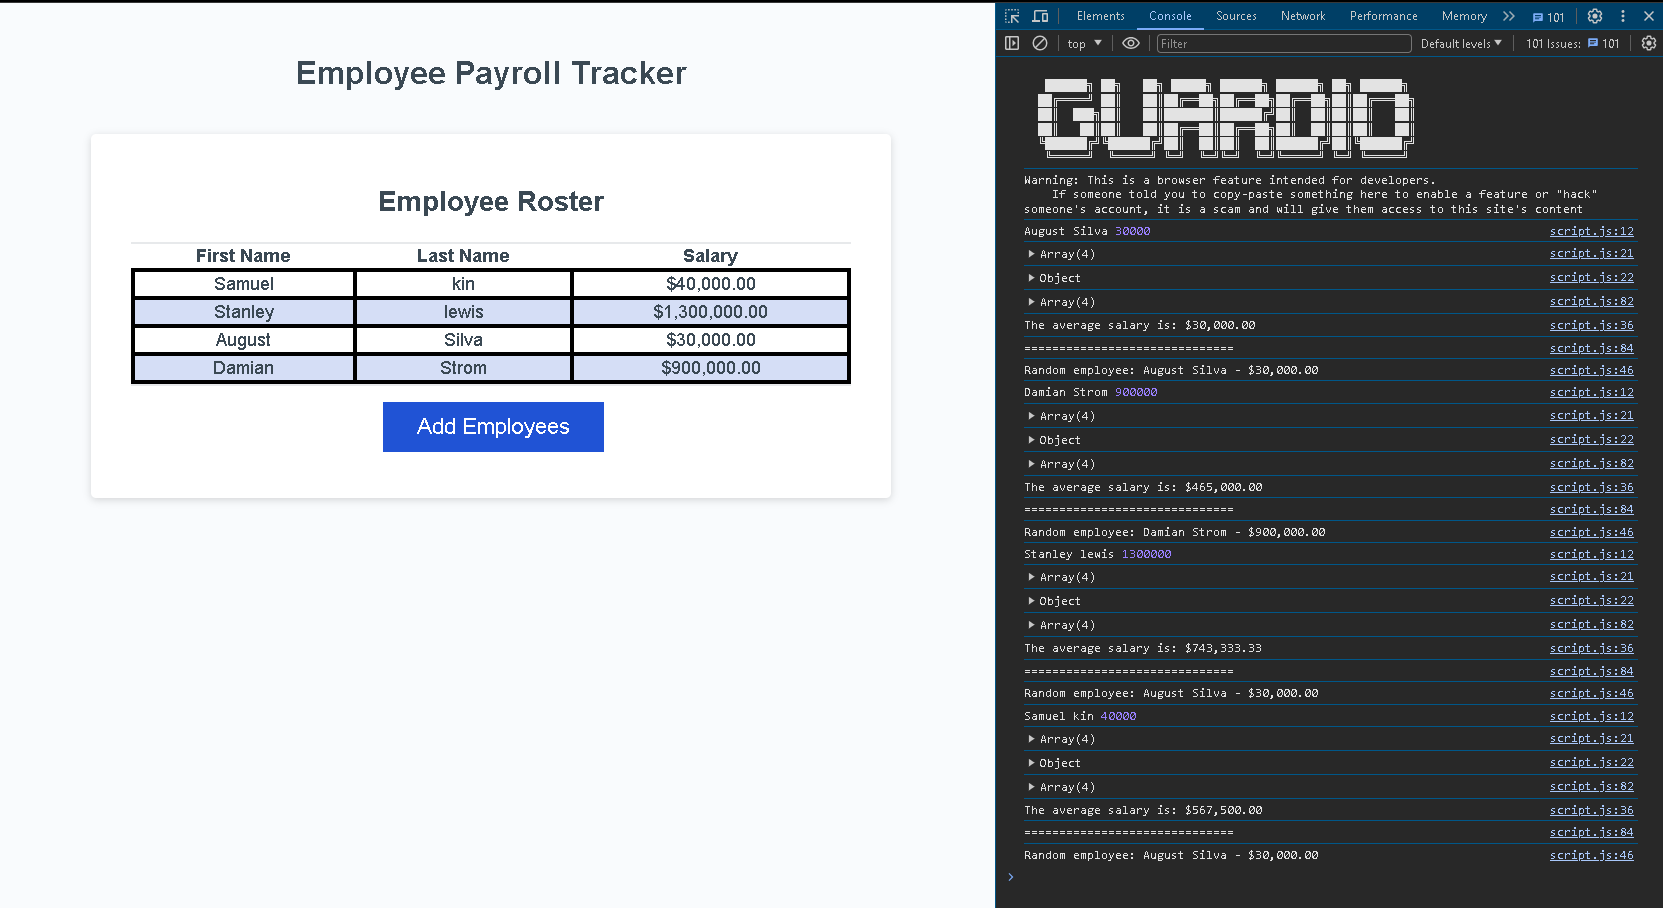 Employee Payroll Tracker
Employee Roster
First Name Last Name Salary
Samuel kin $40,000.00
Stanley lewis $1,300,000.00
August Silva $30,000.00
Damian Strom $900,000.00
Add Employees
Elements Console Sources Network Performance Memory 101
top Filter Default levels 101 Issues: 101
GUARDIO
Warning: This is a browser feature intended for developers.
If someone told you to copy-paste something here to enable a feature or "hack"
someone's account, it is a scam and will give them access to this site's content
August Silva 30000 script.js:12
Array(4) script.js:21
Object script.js:22
Array(4) script.js:82
The average salary is: $30,000.00 script.js:36
============================== script.js:84
Random employee: August Silva - $30,000.00 script.js:46
Damian Strom 900000 script.js:12
Array(4) script.js:21
Object script.js:22
Array(4) script.js:82
The average salary is: $465,000.00 script.js:36
============================== script.js:84
Random employee: Damian Strom - $900,000.00 script.js:46
Stanley lewis 1300000 script.js:12
Array(4) script.js:21
Object script.js:22
Array(4) script.js:82
The average salary is: $743,333.33 script.js:36
============================== script.js:84
Random employee: August Silva - $30,000.00 script.js:46
Samuel kin 40000 script.js:12
Array(4) script.js:21
Object script.js:22
Array(4) script.js:82
The average salary is: $567,500.00 script.js:36
============================== script.js:84
Random employee: August Silva - $30,000.00 script.js:46